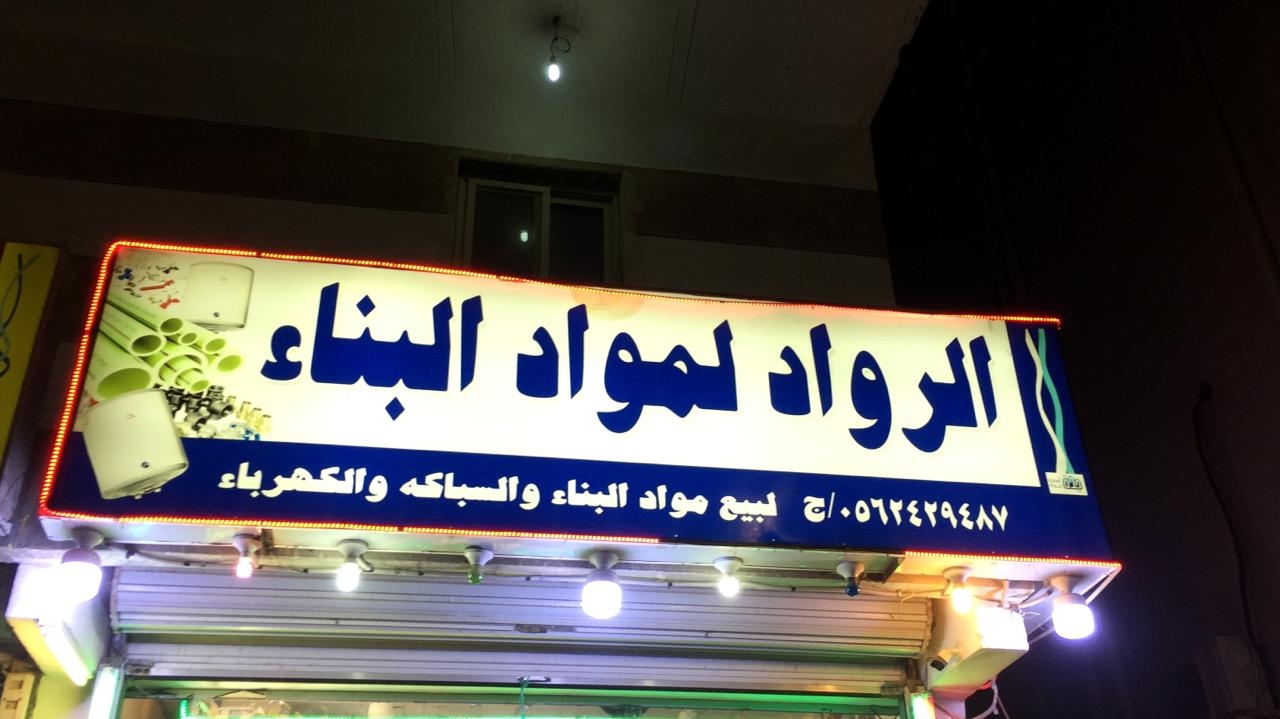 الرواد لمواد البناء
لبيع مواد البناء والسباكه والكهرباء ج/٠٥٦٢٤٢٩٤٨٧